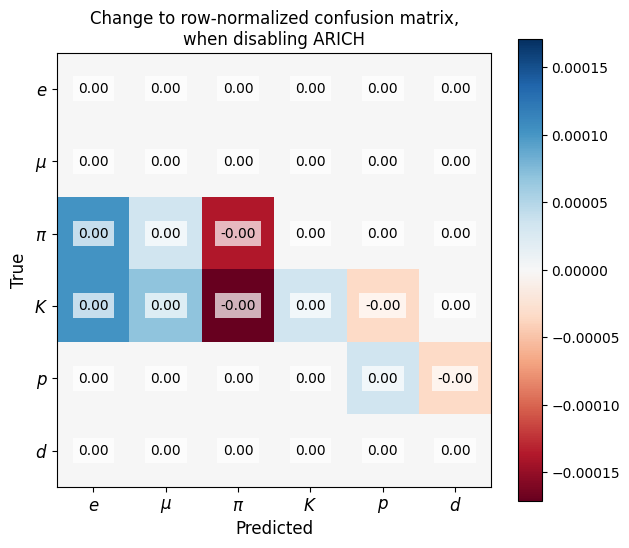 Change to row-normalized confusion matrix,
when disabling ARICH
True
e 0.00 0.00 0.00 0.00 0.00 0.00
μ 0.00 0.00 0.00 0.00 0.00 0.00
π 0.00 0.00 -0.00 0.00 0.00 0.00
K 0.00 0.00 -0.00 0.00 -0.00 0.00
p 0.00 0.00 0.00 0.00 0.00 -0.00
d 0.00 0.00 0.00 0.00 0.00 0.00
e μ π K p d
Predicted
0.00015
0.00010
0.00005
0.00000
−0.00005
−0.00010
−0.00015